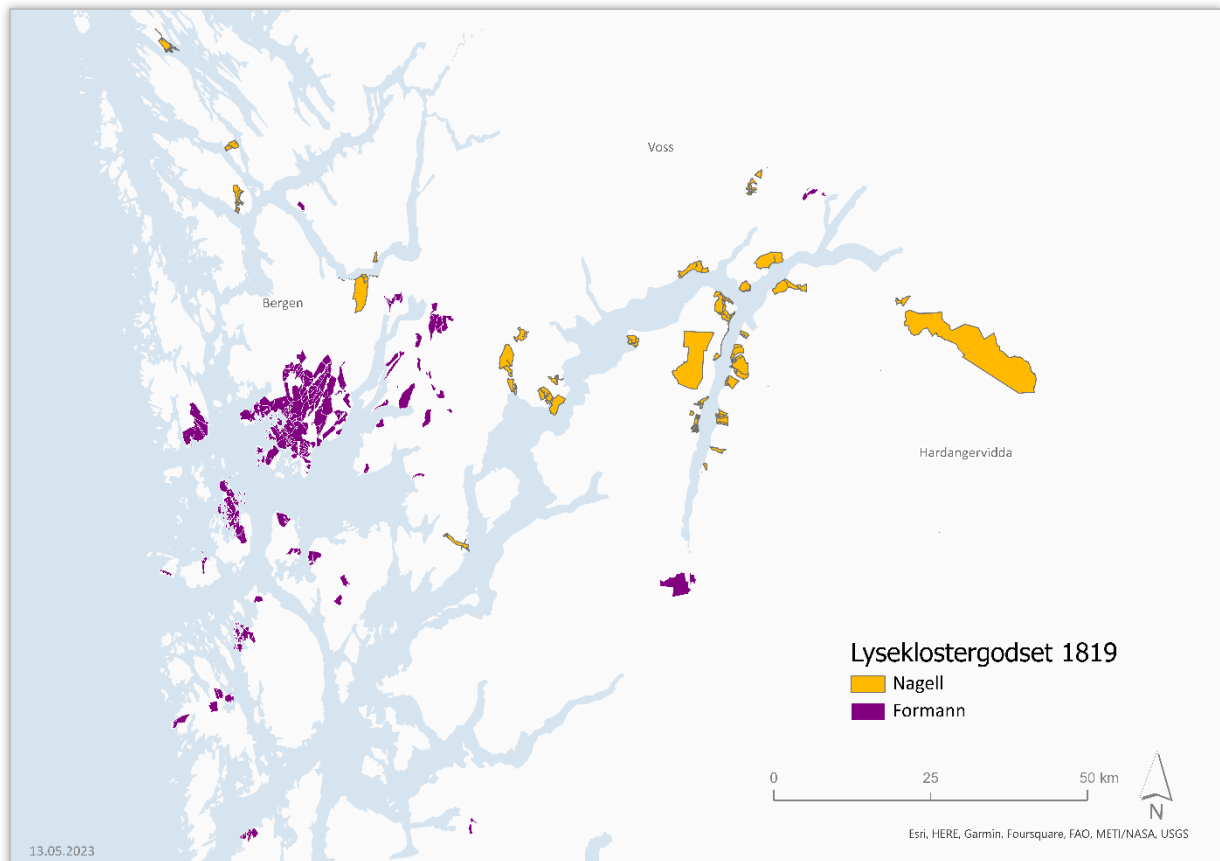 Voss
Bergen
Hardangervidda
Lyseklostergodset 1819
Nagell
Formann
0 25 50 km
N
Esri, HERE, Garmin, Foursquare, FAO, METI/NASA, USGS
13.05.2023